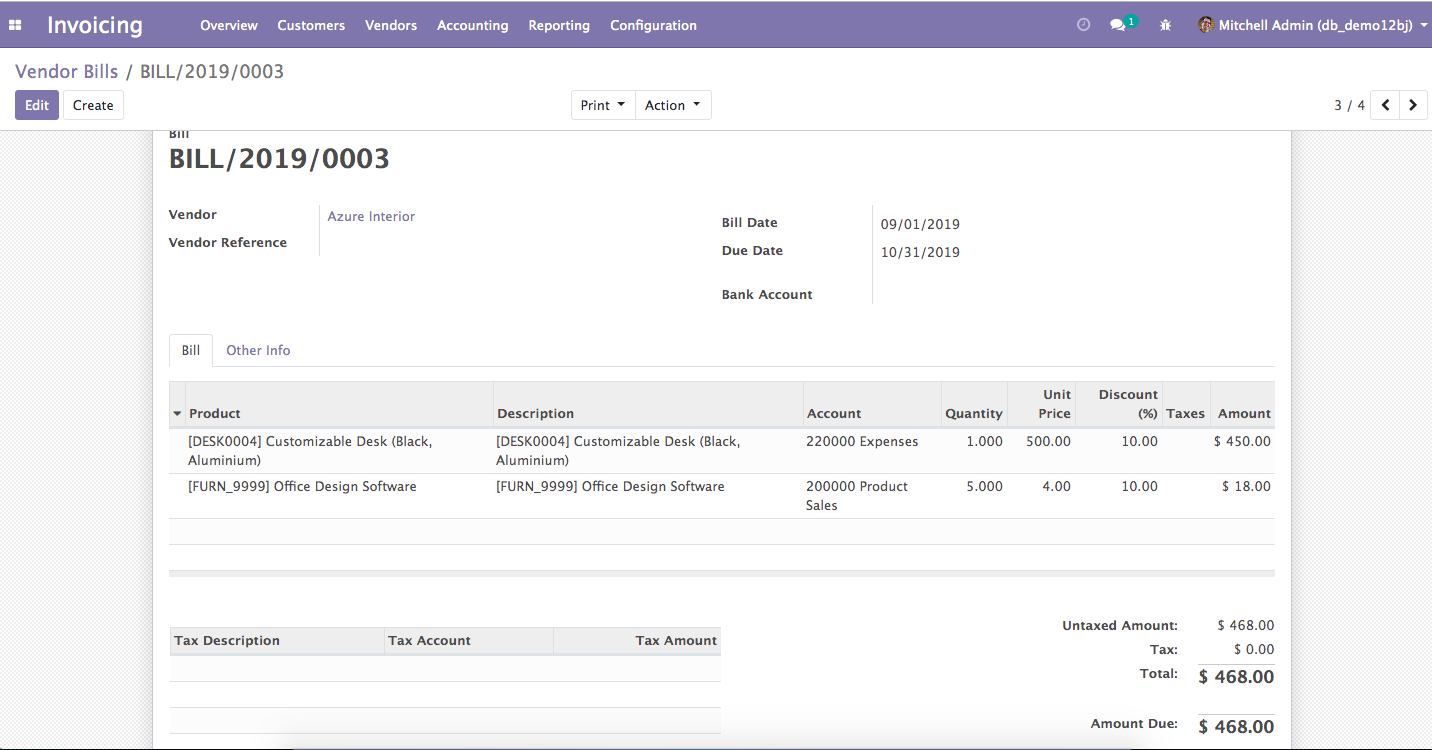 Invoicing Overview Customers Vendors Accounting Reporting Configuration 1 Mitchell Admin (db_demo12bj)
Vendor Bills / BILL/2019/0003
Edit Create Print Action 3 / 4
Bill
BILL/2019/0003
Vendor Azure Interior
Vendor Reference
Bill Date 09/01/2019
Due Date 10/31/2019
Bank Account
Bill Other Info
Product Description Account Quantity Unit Price Discount (%) Taxes Amount
[DESK0004] Customizable Desk (Black, Aluminium) [DESK0004] Customizable Desk (Black, Aluminium) 220000 Expenses 1.000 500.00 10.00 $ 450.00
[FURN_9999] Office Design Software [FURN_9999] Office Design Software 200000 Product Sales 5.000 4.00 10.00 $ 18.00
Tax Description Tax Account Tax Amount
Untaxed Amount: $ 468.00
Tax: $ 0.00
Total: $ 468.00
Amount Due: $ 468.00